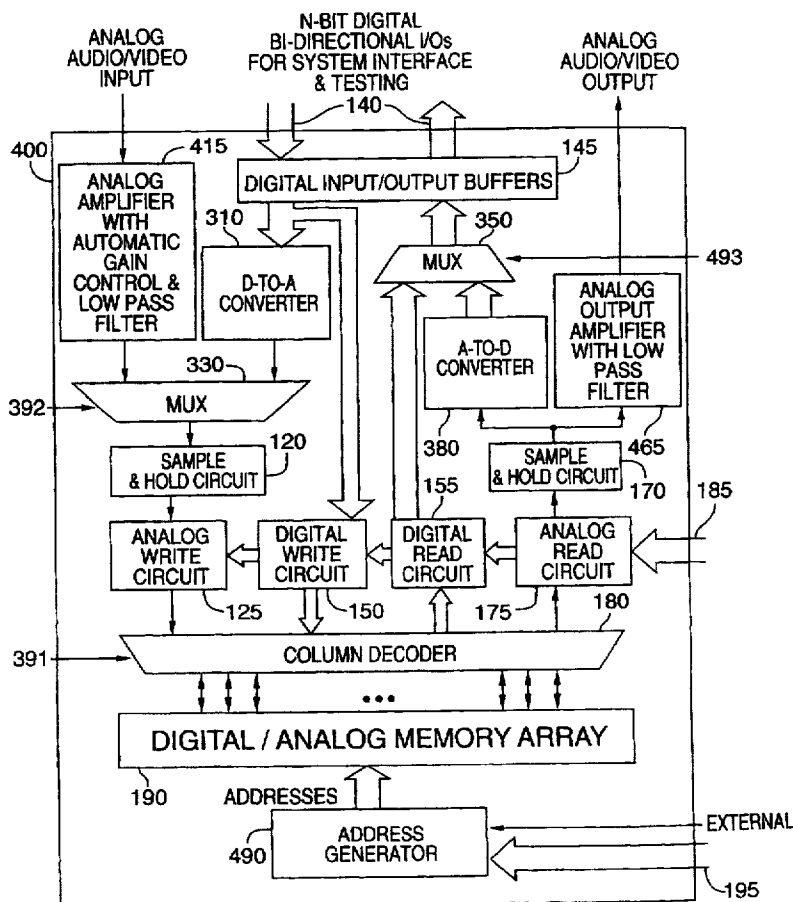 ANALOG
AUDIO/VIDEO
INPUT
N-BIT DIGITAL
BI-DIRECTIONAL I/Os
FOR SYSTEM INTERFACE
& TESTING
ANALOG
AUDIO/VIDEO
OUTPUT
140
400
415
145
ANALOG
AMPLIFIER
WITH
AUTOMATIC
GAIN
CONTROL &
LOW PASS
FILTER
DIGITAL INPUT/OUTPUT BUFFERS
310
350
D-TO-A
CONVERTER
MUX
493
A-TO-D
CONVERTER
ANALOG
OUTPUT
AMPLIFIER
WITH LOW
PASS
FILTER
330
392
MUX
380
465
120
SAMPLE
& HOLD CIRCUIT
SAMPLE
& HOLD CIRCUIT
170
155
185
ANALOG
WRITE
CIRCUIT
DIGITAL
WRITE
CIRCUIT
DIGITAL
READ
CIRCUIT
ANALOG
READ
CIRCUIT
125
150
175
180
391
COLUMN DECODER
DIGITAL / ANALOG MEMORY ARRAY
190
ADDRESSES
490
ADDRESS
GENERATOR
EXTERNAL
195